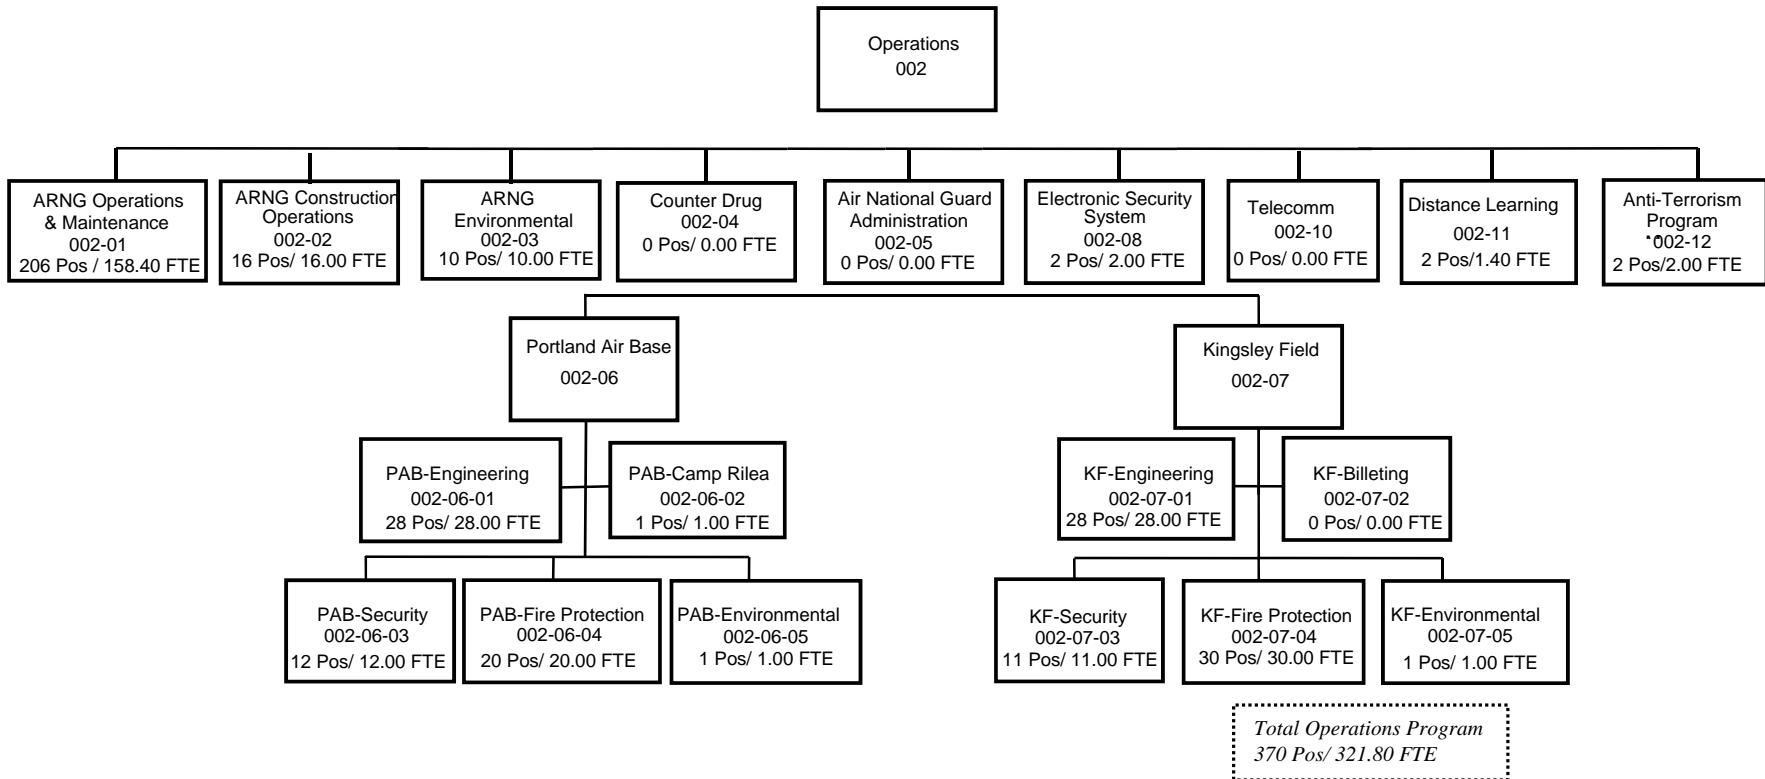 Operations
002
ARNG Operations
& Maintenance
002-01
206 Pos / 158.40 FTE
ARNG Construction
Operations
002-02
16 Pos/ 16.00 FTE
ARNG
Environmental
002-03
10 Pos/ 10.00 FTE
Counter Drug
002-04
0 Pos/ 0.00 FTE
Air National Guard
Administration
002-05
0 Pos/ 0.00 FTE
Electronic Security
System
002-08
2 Pos/ 2.00 FTE
Telecomm
002-10
0 Pos/ 0.00 FTE
Distance Learning
002-11
2 Pos/1.40 FTE
Anti-Terrorism
Program
002-12
2 Pos/2.00 FTE
Portland Air Base
002-06
Kingsley Field
002-07
PAB-Engineering
002-06-01
28 Pos/ 28.00 FTE
PAB-Camp Rilea
002-06-02
1 Pos/ 1.00 FTE
KF-Engineering
002-07-01
28 Pos/ 28.00 FTE
KF-Billeting
002-07-02
0 Pos/ 0.00 FTE
PAB-Security
002-06-03
12 Pos/ 12.00 FTE
PAB-Fire Protection
002-06-04
20 Pos/ 20.00 FTE
PAB-Environmental
002-06-05
1 Pos/ 1.00 FTE
KF-Security
002-07-03
11 Pos/ 11.00 FTE
KF-Fire Protection
002-07-04
30 Pos/ 30.00 FTE
KF-Environmental
002-07-05
1 Pos/ 1.00 FTE
Total Operations Program
370 Pos/ 321.80 FTE